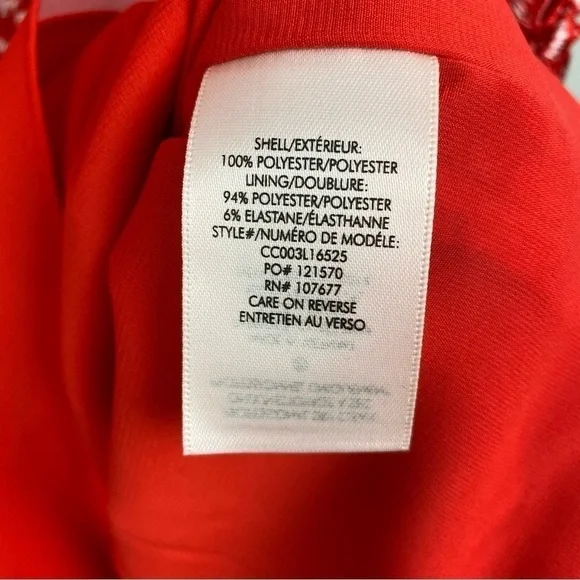 SHELL/EXTÉRIEUR:
100% POLYESTER/POLYESTER
LINING/DOUBLURE:
94% POLYESTER/POLYESTER
6% ELASTANE/ÉLASTHANNE
STYLE#/NUMÉRO DE MODÉLE:
CC003L16525
PO# 121570
RN# 107677
CARE ON REVERSE
ENTRETIEN AU VERSO